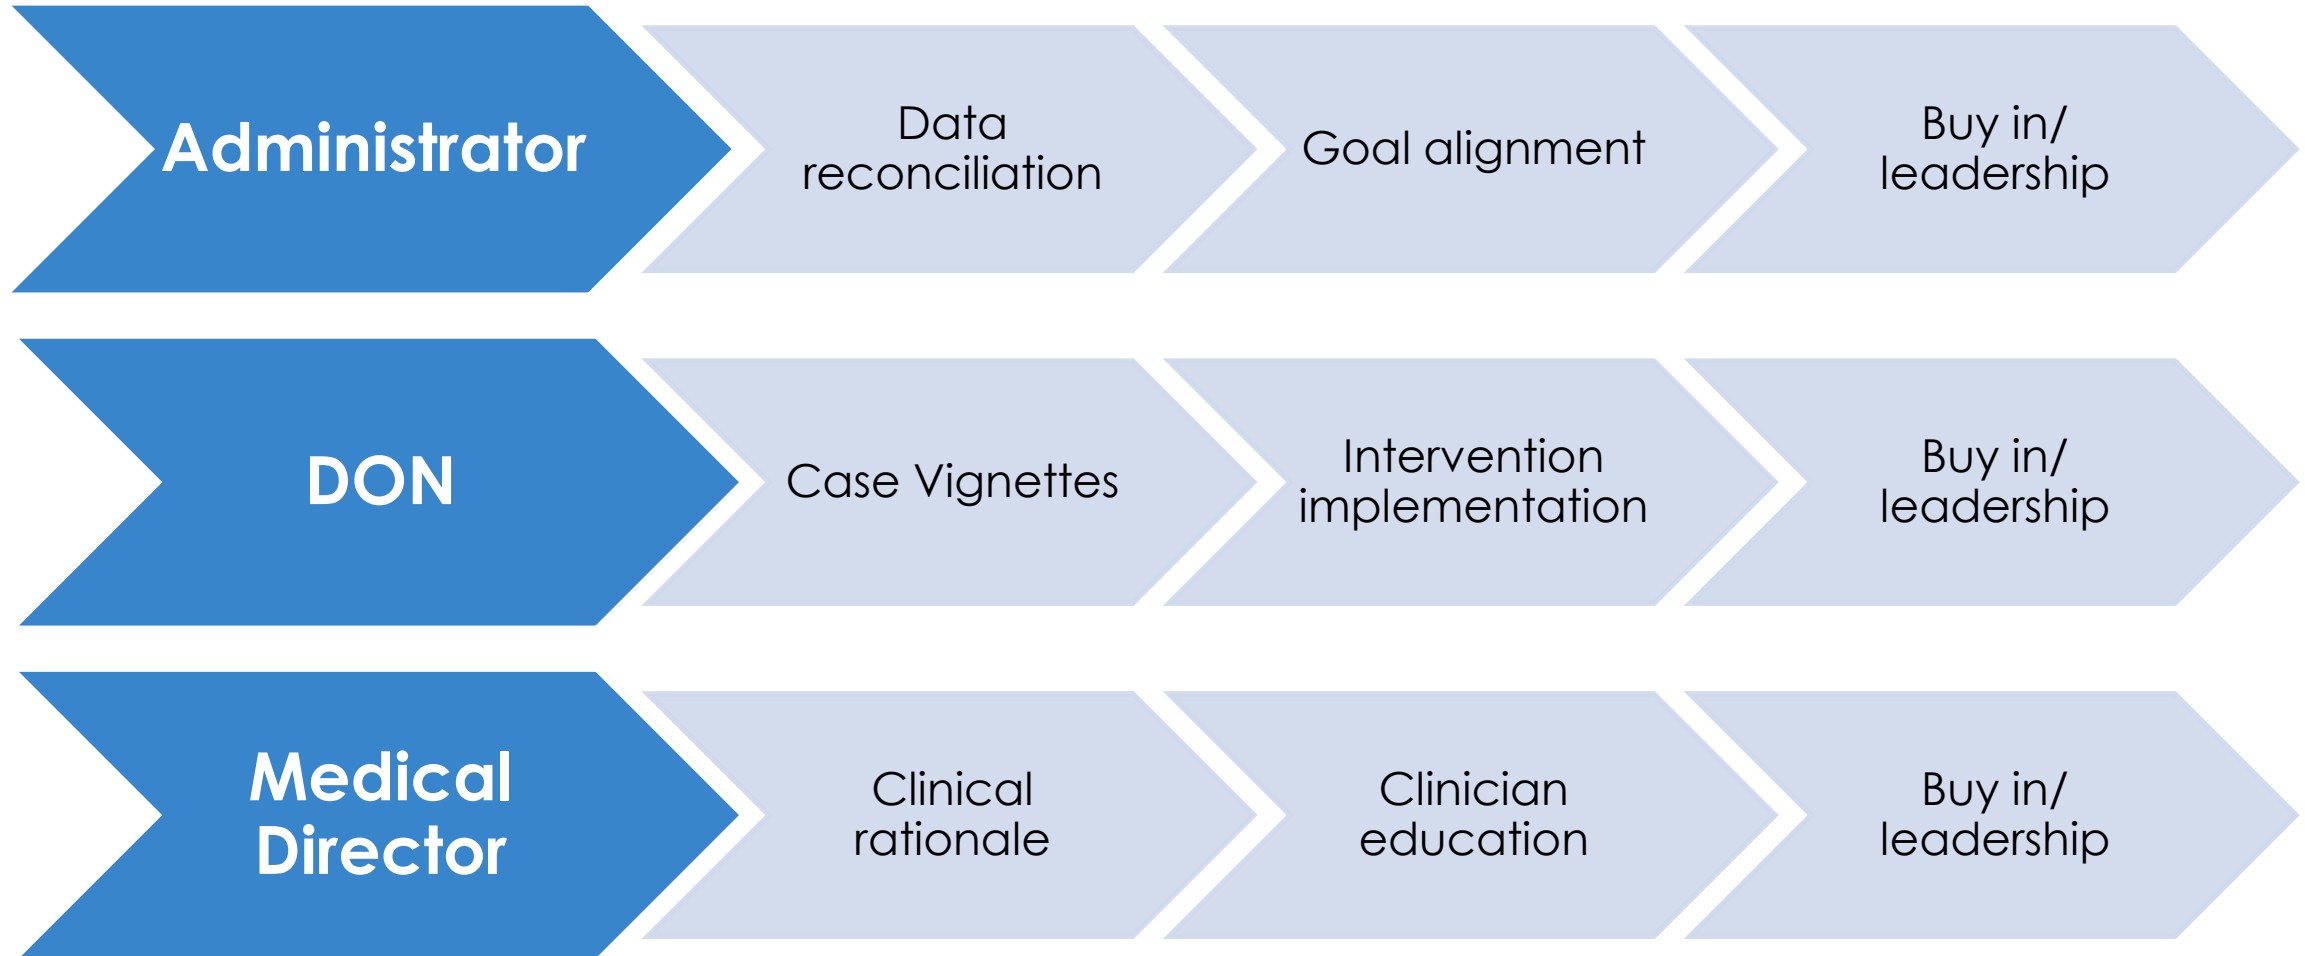 Administrator
Data
reconciliation
Goal alignment
Buy in/
leadership
DON
Case Vignettes
Intervention
implementation
Buy in/
leadership
Medical
Director
Clinical
rationale
Clinician
education
Buy in/
leadership